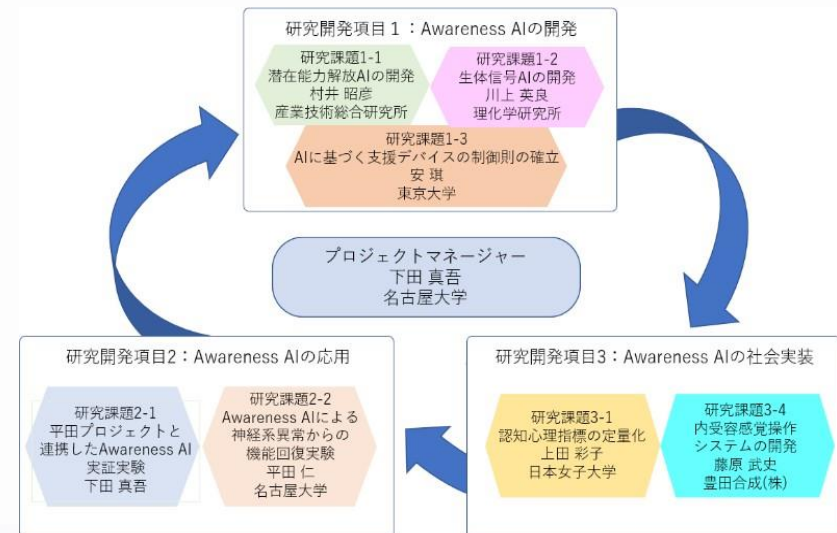 研究開発項目1：Awareness AIの開発
研究課題1-1
潜在能力解放AIの開発
村井 昭彦
産業技術総合研究所
研究課題1-2
生体信号AIの開発
川上 英良
理化学研究所
研究課題1-3
AIに基づく支援デバイスの制御則の確立
安 琪
東京大学
プロジェクトマネージャー
下田 真吾
名古屋大学
研究開発項目2：Awareness AIの応用
研究課題2-1
平田プロジェクトと
連携したAwareness AI
実証実験
下田 真吾
研究課題2-2
Awareness AIによる
神経系異常からの
機能回復実験
平田 仁
名古屋大学
研究開発項目3：Awareness AIの社会実装
研究課題3-1
認知心理指標の定量化
上田 彩子
日本女子大学
研究課題3-4
内受容感覚操作
システムの開発
藤原 武史
豊田合成(株)